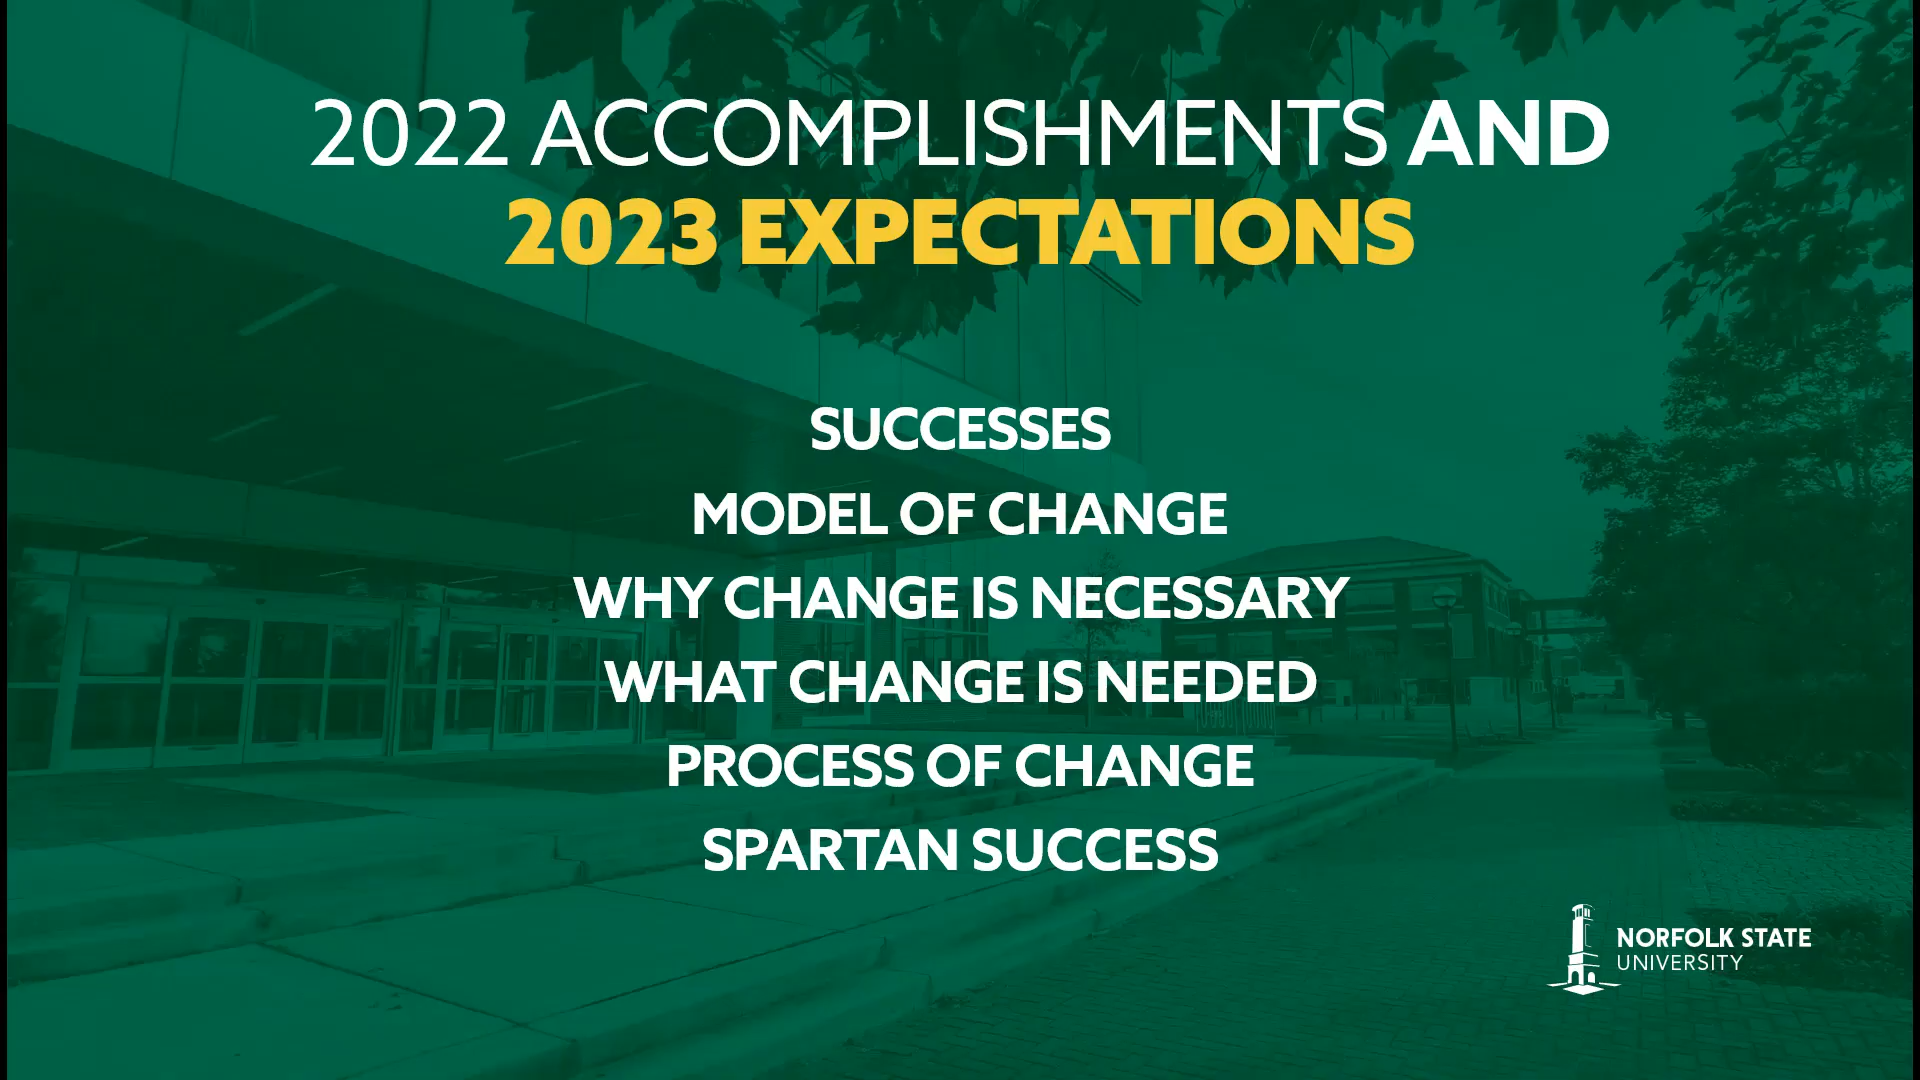 2022 ACCOMPLISHMENTS AND
2023 EXPECTATIONS
SUCCESSES
MODEL OF CHANGE
WHY CHANGE IS NECESSARY
WHAT CHANGE IS NEEDED
PROCESS OF CHANGE
SPARTAN SUCCESS
NORFOLK STATE
UNIVERSITY